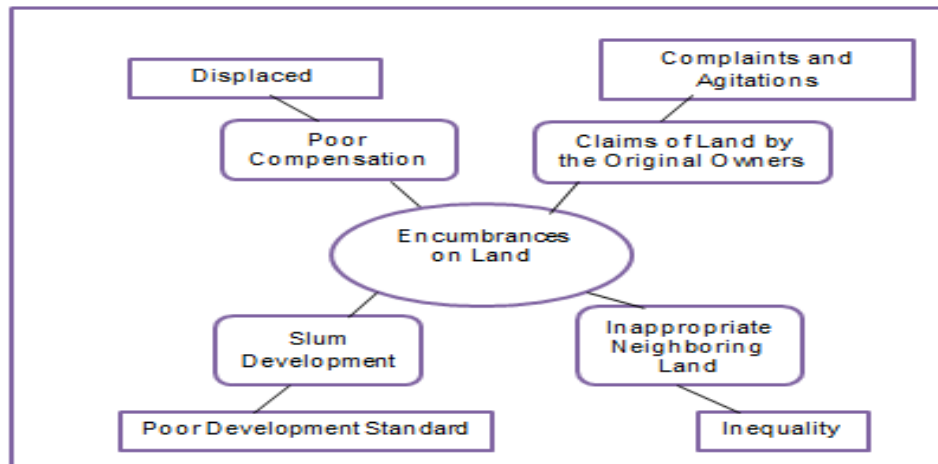 Displaced
Complaints and
Agitations
Poor
Compensation
Claims of Land by
the Original Owners
Encumbrances
on Land
Slum
Development
Inappropriate
Neighboring
Land
Poor Development Standard
Inequality